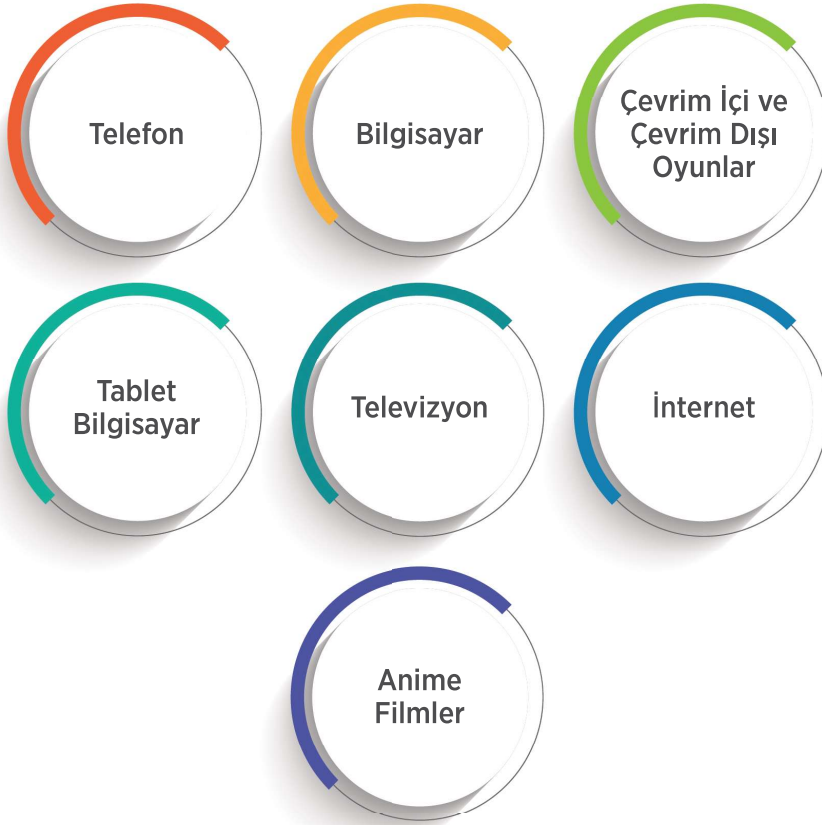 Telefon
Bilgisayar
Çevrim İçi ve
Çevrim Dışı
Oyunlar
Tablet
Bilgisayar
Televizyon
İnternet
Anime
Filmler